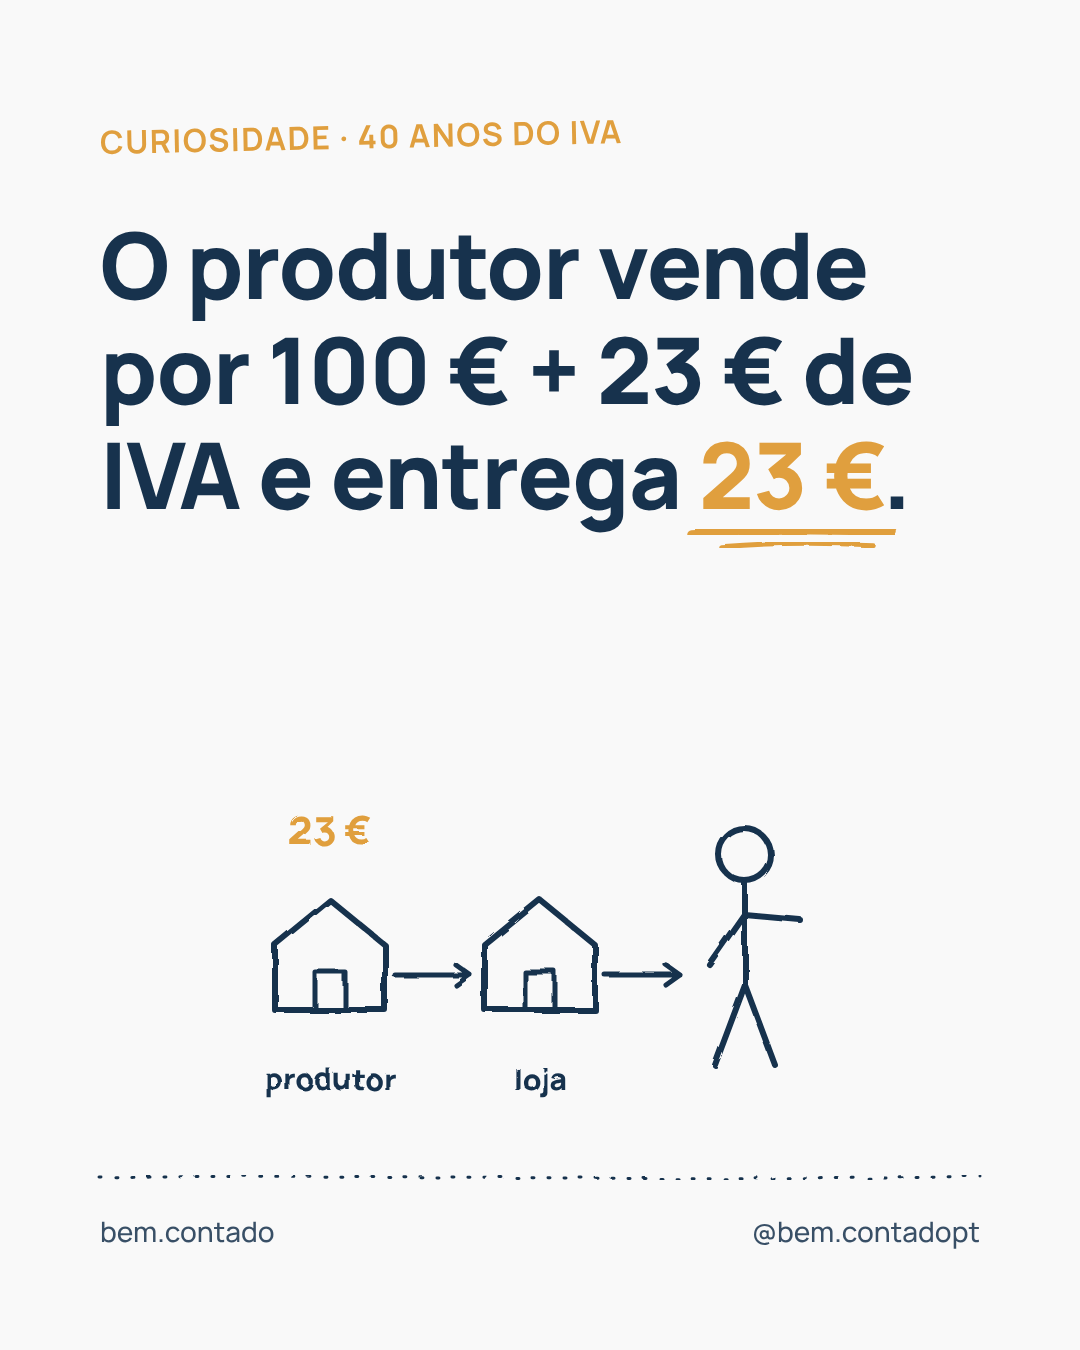 CURIOSIDADE · 40 ANOS DO IVA
O produtor vende
por 100 € + 23 € de
IVA e entrega 23 €.
23 €
produtor
loja
bem.contado
@bem.contadopt